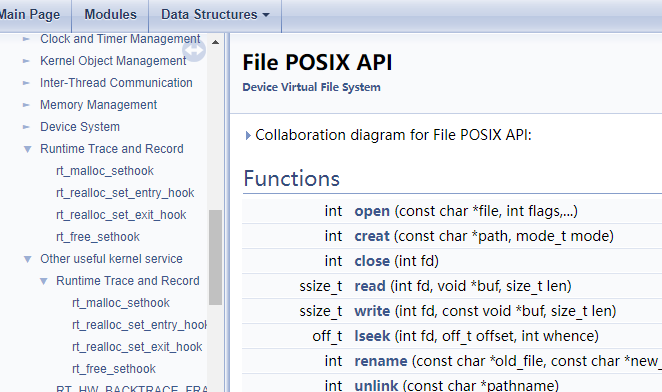 Main Page Modules Data Structures
Clock and Timer Management
Kernel Object Management
Inter-Thread Communication
Memory Management
Device System
Runtime Trace and Record
rt_malloc_sethook
rt_realloc_set_entry_hook
rt_realloc_set_exit_hook
rt_free_sethook
Other useful kernel service
Runtime Trace and Record
rt_malloc_sethook
rt_realloc_set_entry_hook
rt_realloc_set_exit_hook
rt_free_sethook
RT_HW_BACKTRACE_FRA
File POSIX API
Device Virtual File System
Collaboration diagram for File POSIX API:
Functions
int open (const char *file, int flags,...)
int creat (const char *path, mode_t mode)
int close (int fd)
ssize_t read (int fd, void *buf, size_t len)
ssize_t write (int fd, const void *buf, size_t len)
off_t lseek (int fd, off_t offset, int whence)
int rename (const char *old_file, const char *new_
int unlink (const char *pathname)